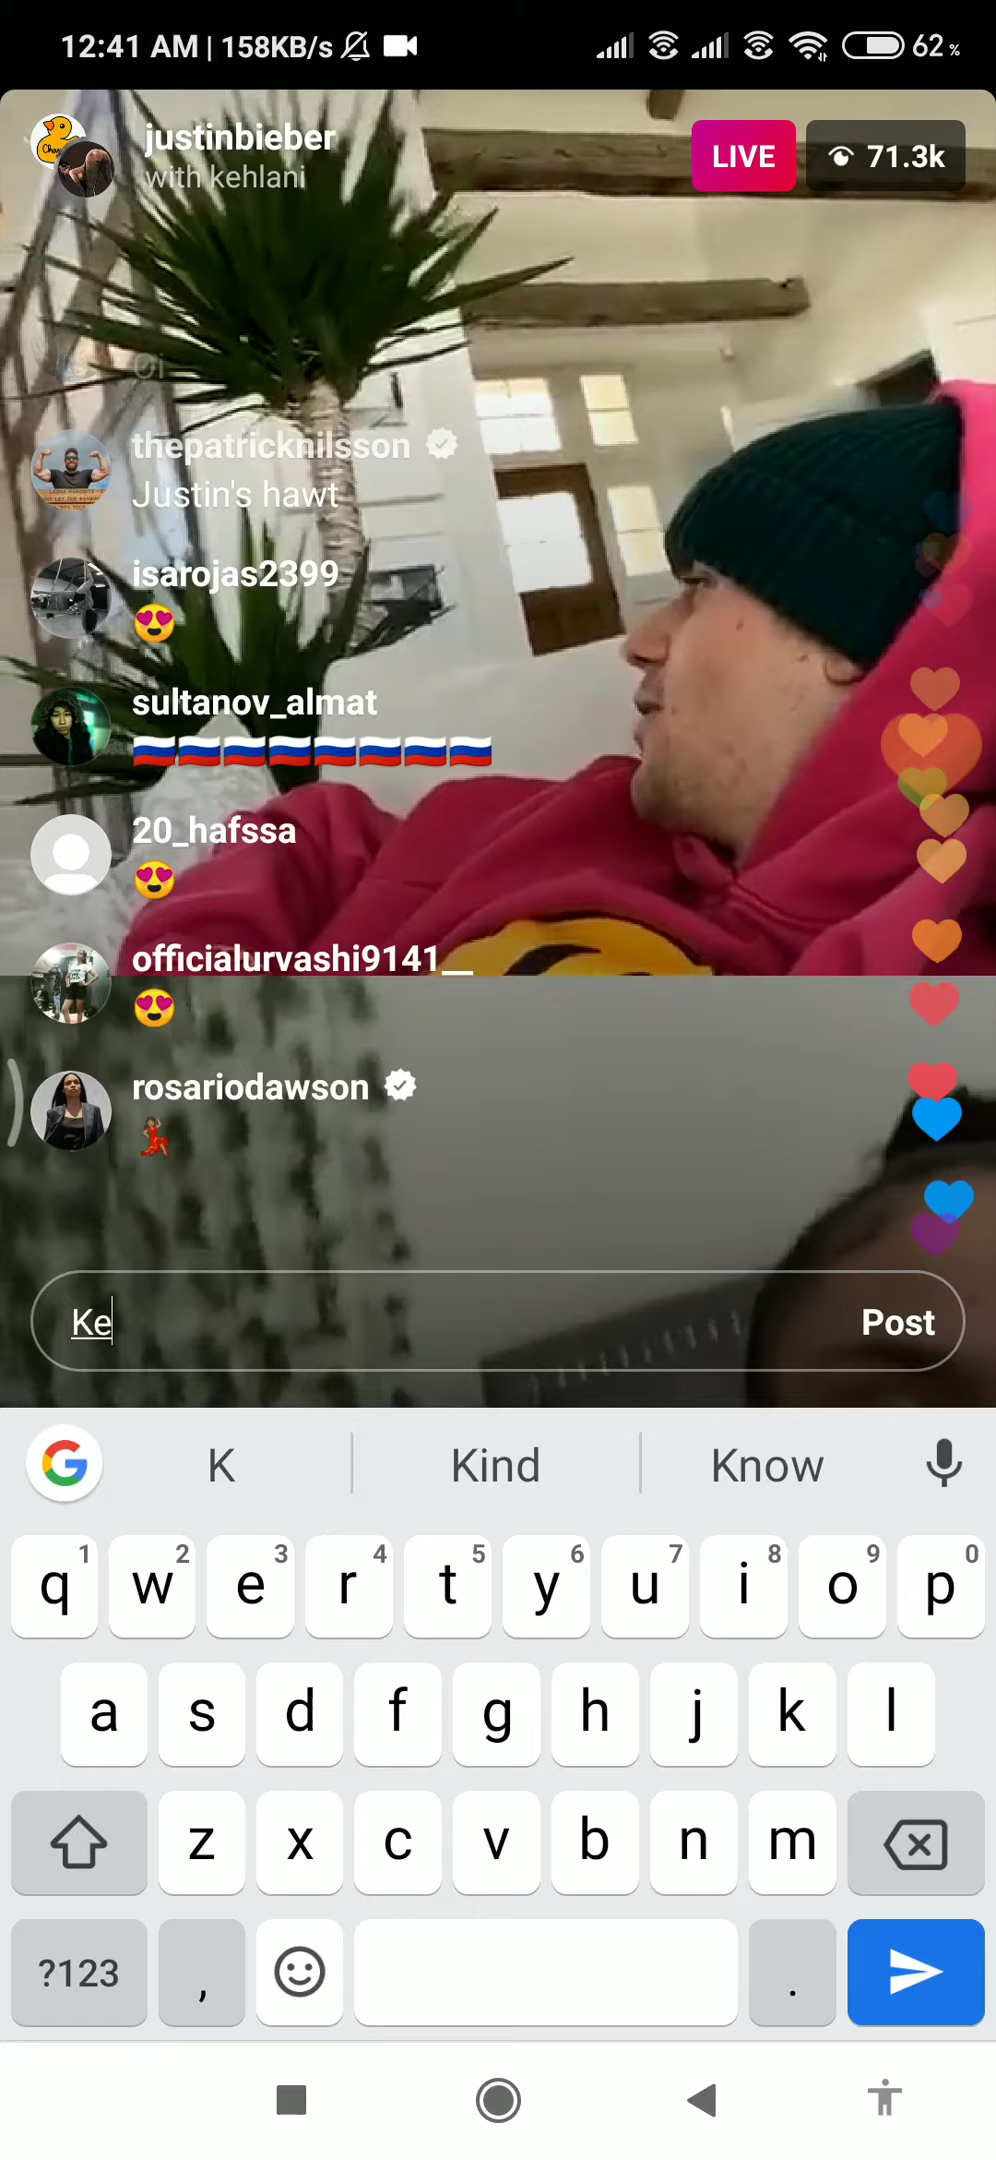 12:41 AM | 158KB/s
62 %
justinbieber
with kehlani
LIVE
71.3k
Oi
thepatricknilsson
Justin's hawt
isarojas2399
sultanov_almat
20_hafssa
officialurvashi9141__
rosariodawson
Ke
Post
K
Kind
Know
1 2 3 4 5 6 7 8 9 0
q w e r t y u i o p
a s d f g h j k l
z x c v b n m
?123 , .